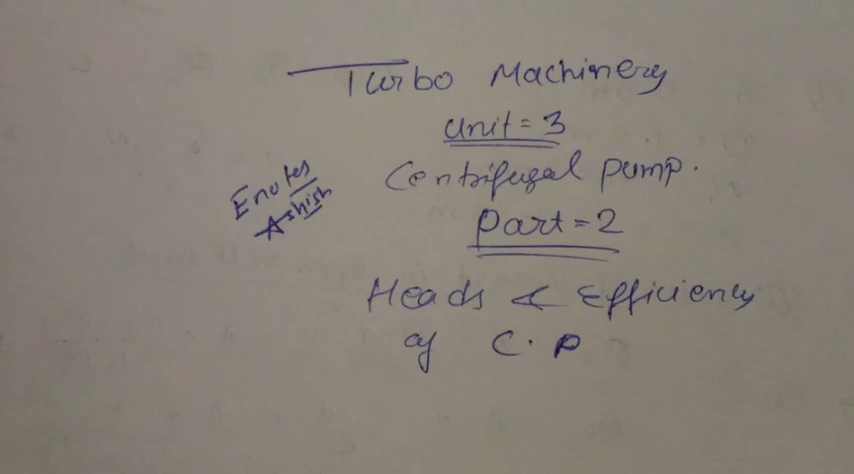 Turbo Machinery
Unit = 3
Centrifugal pump.
Enotes
Ashish
Part = 2
Heads & Efficiency
of C.P